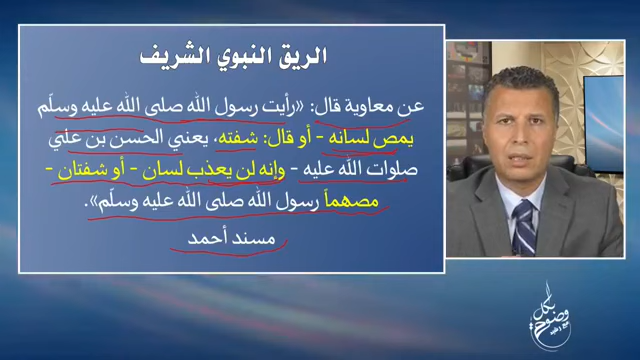 الريق النبوي الشريف
عن معاوية قال: «رأيت رسول الله صلى الله عليه وسلّم
يمص لسانه - أو قال: شفته، يعني الحسن بن علي
صلوات الله عليه - وإنه لن يعذب لسان - أو شفتان -
مصهماَ رسول الله صلى الله عليه وسلّم».
مسند أحمد
بكل
وضوح